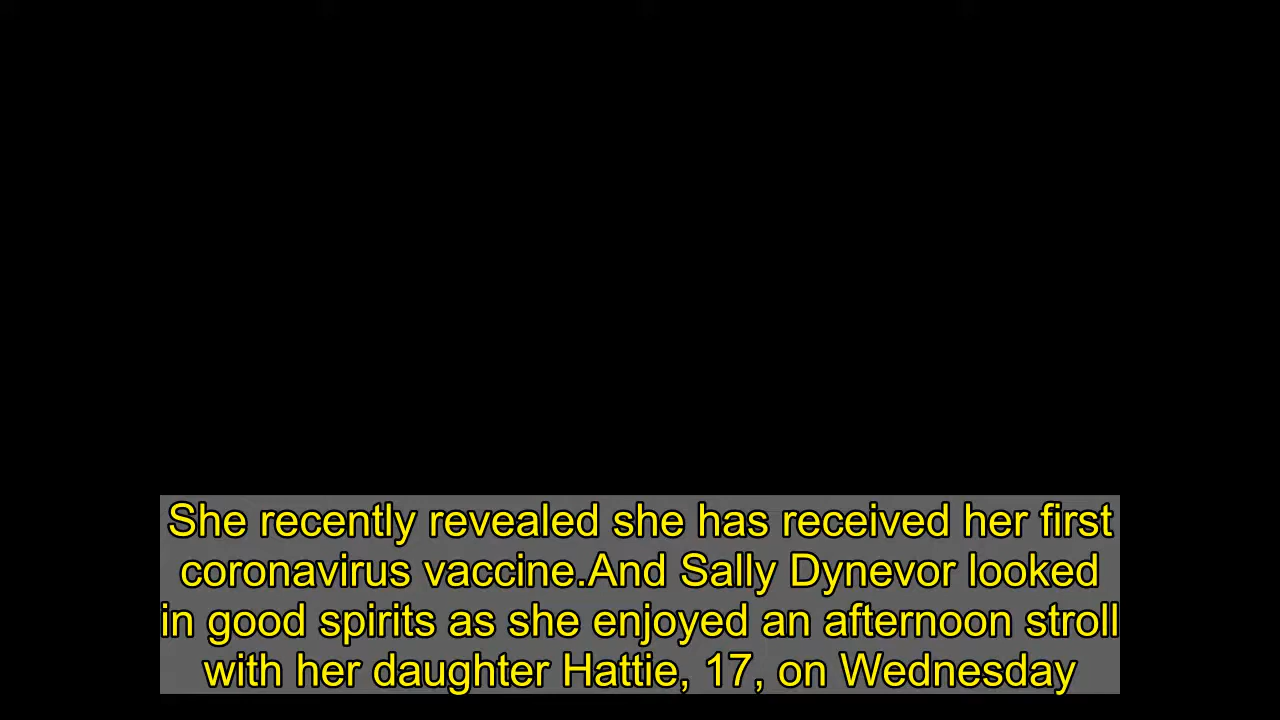 She recently revealed she has received her first
coronavirus vaccine.And Sally Dynevor looked
in good spirits as she enjoyed an afternoon stroll
with her daughter Hattie, 17, on Wednesday